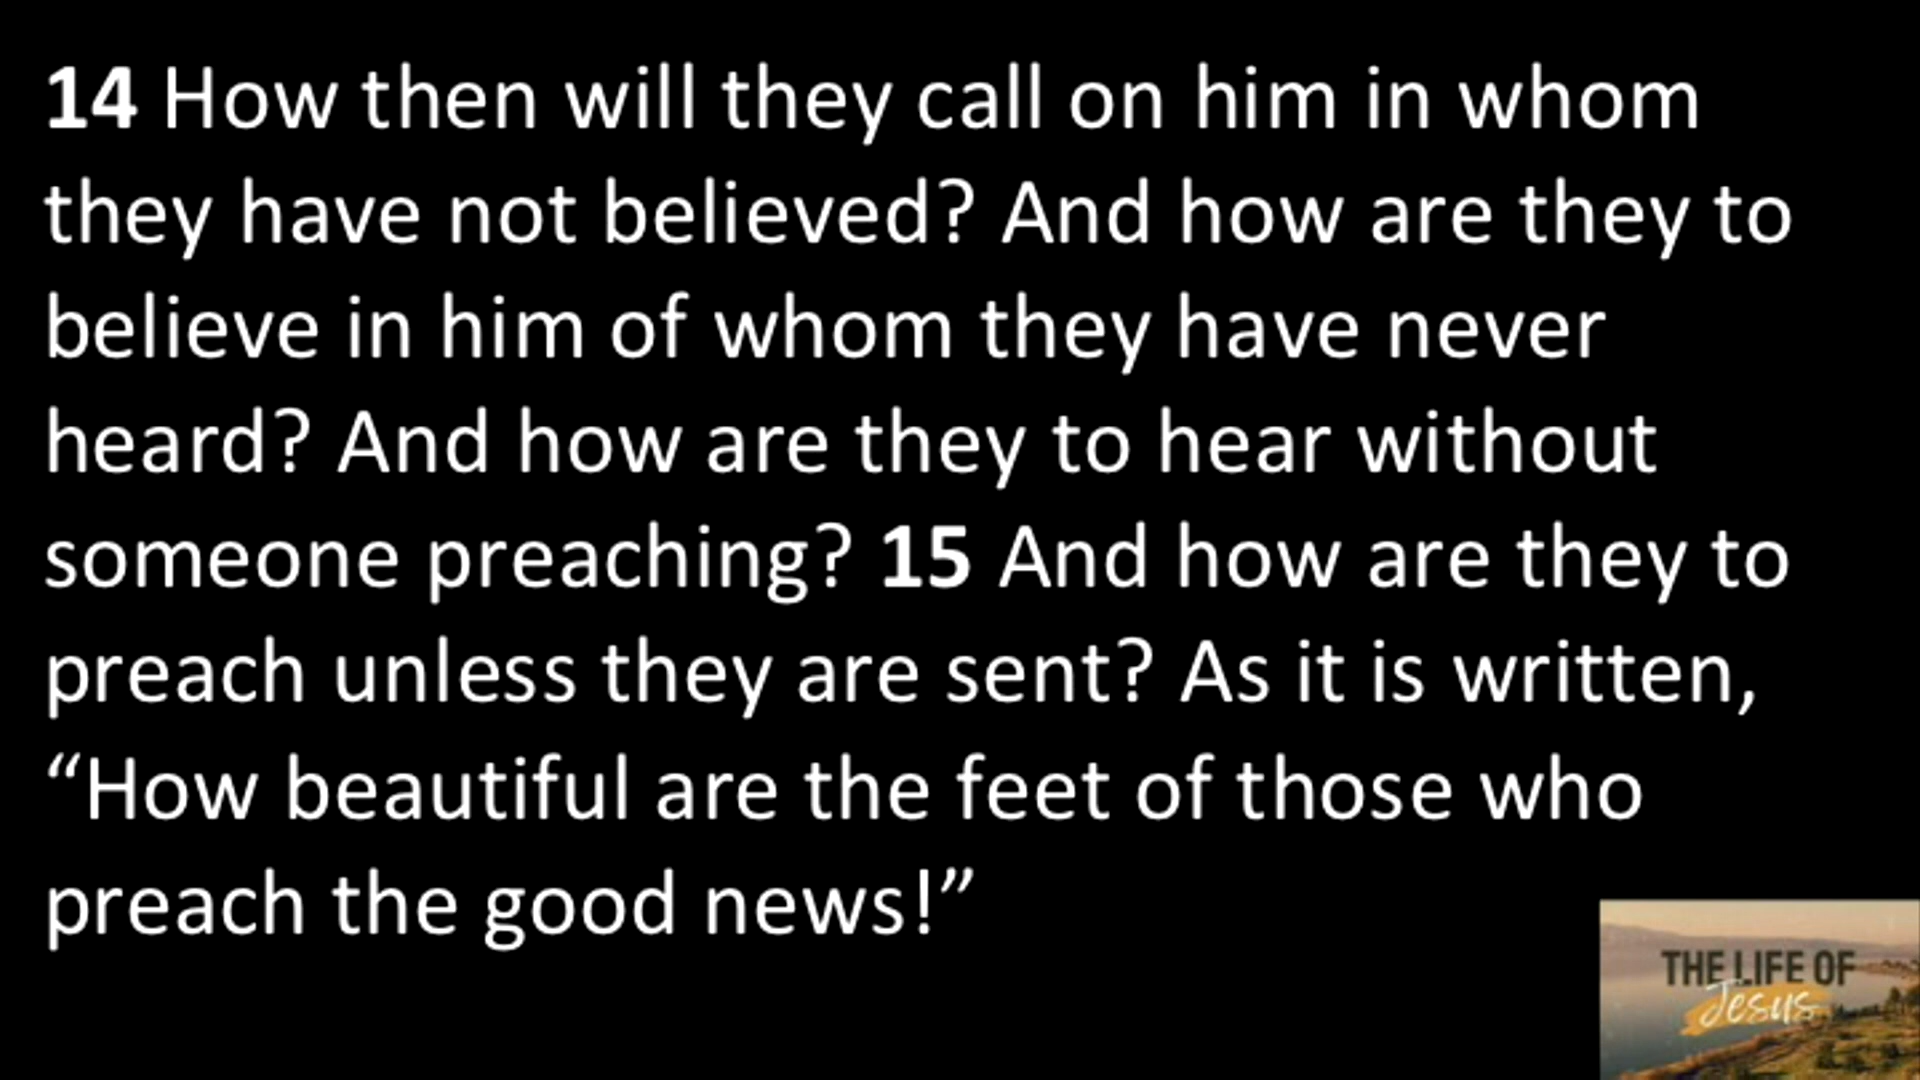 14 How then will they call on him in whom
they have not believed? And how are they to
believe in him of whom they have never
heard? And how are they to hear without
someone preaching? 15 And how are they to
preach unless they are sent? As it is written,
“How beautiful are the feet of those who
preach the good news!”
THE LIFE OF
Jesus